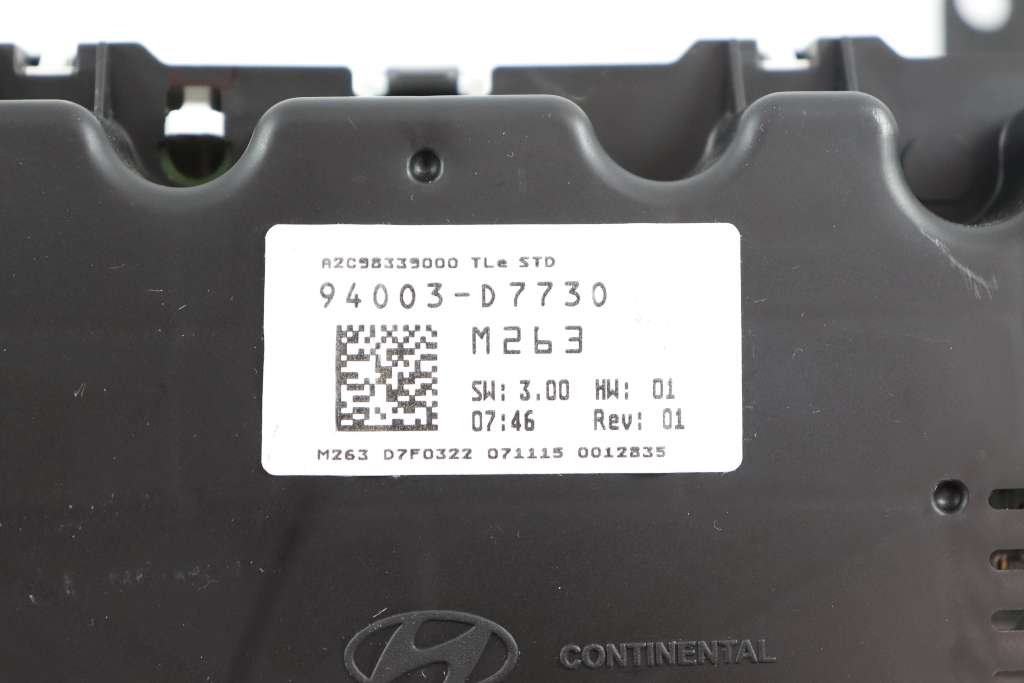 A2C98339000 TLe STD
94003-D7730
M263
SW: 3.00 HW: 01
07:46 Rev: 01
M263 D7F0322 071115 0012835
CONTINENTAL